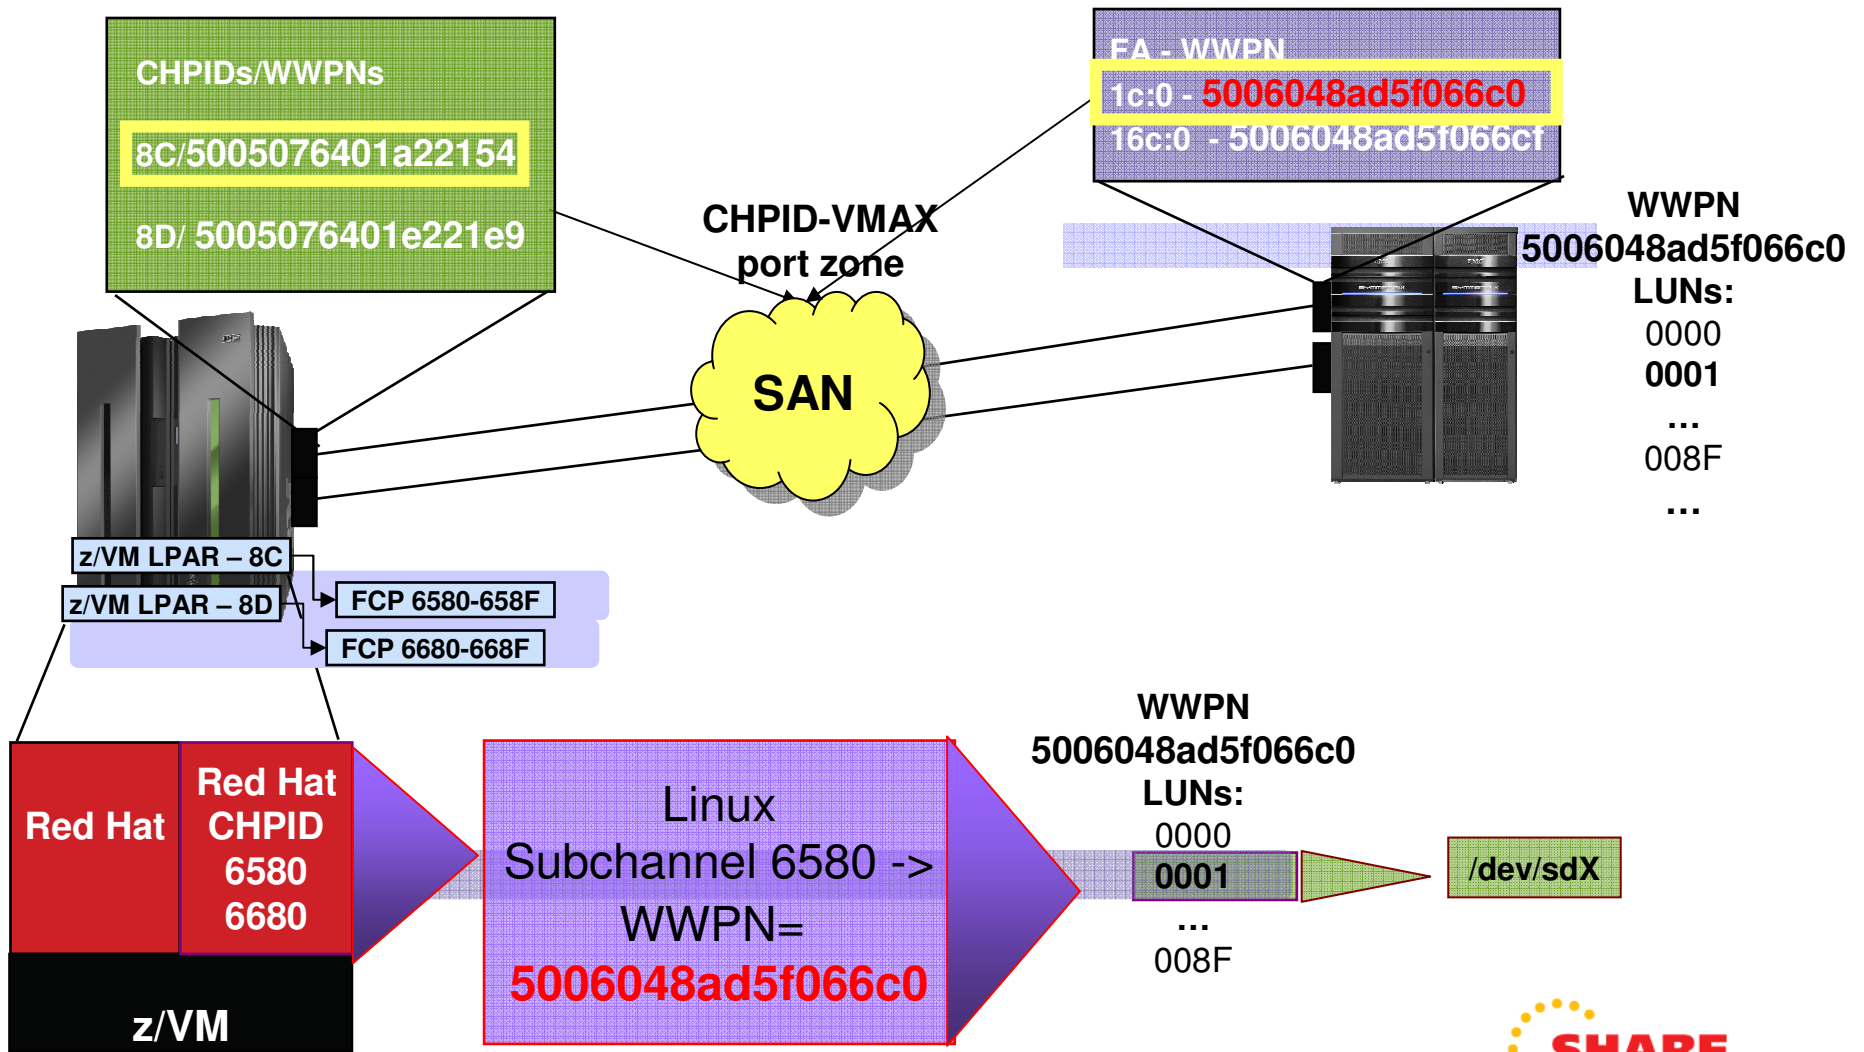 CHPIDs/WWPNs
8C/5005076401a22154
8D/ 5005076401e221e9
FA - WWPN
1c:0 - 5006048ad5f066c0
16c:0 - 5006048ad5f066cf
CHPID-VMAX
port zone
SAN
WWPN
5006048ad5f066c0
LUNs:
0000
0001
...
008F
...
z/VM LPAR – 8C
z/VM LPAR – 8D
FCP 6580-658F
FCP 6680-668F
Red Hat
Red Hat
CHPID
6580
6680
z/VM
Linux
Subchannel 6580 ->
WWPN=
5006048ad5f066c0
WWPN
5006048ad5f066c0
LUNs:
0000
0001
...
008F
/dev/sdX
SHARE